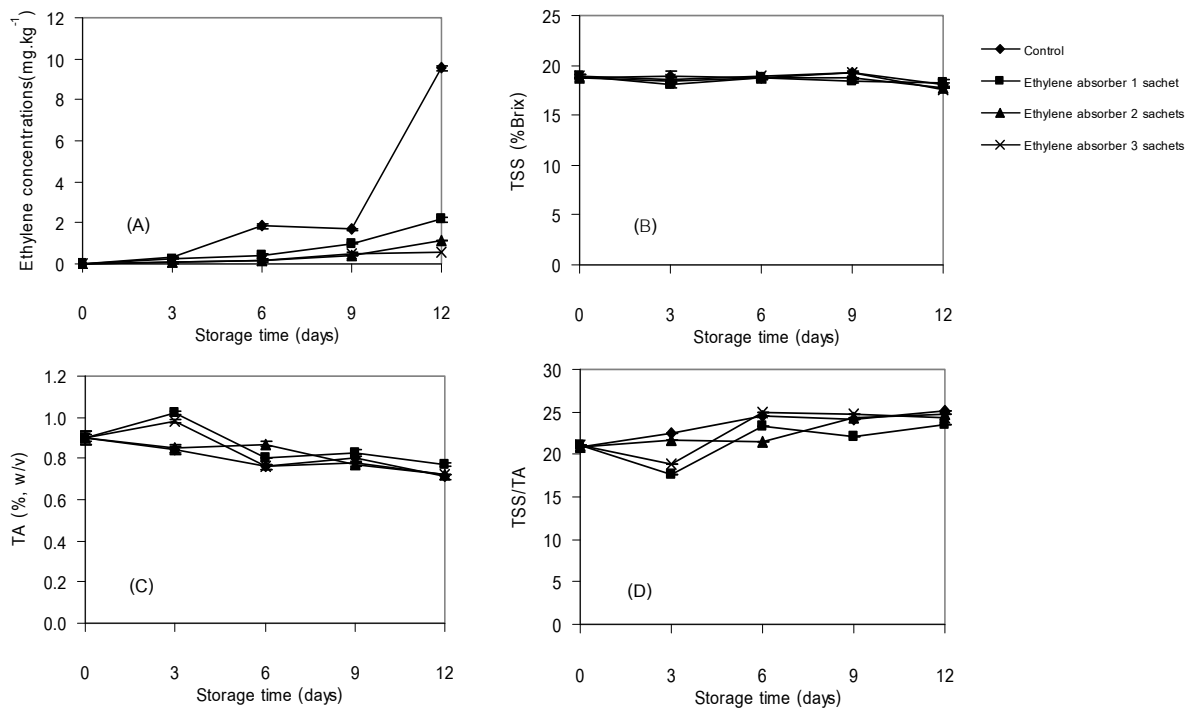 Ethylene concentrations(mg.kg-1)
12
10
8
6
4
2
0
(A)
0 3 6 9 12
Storage time (days)
TSS (%Brix)
25
20
15
10
5
0
(B)
0 3 6 9 12
Storage time (days)
Control
Ethylene absorber 1 sachet
Ethylene absorber 2 sachets
Ethylene absorber 3 sachets
TA (%, w/v)
1.2
1.0
0.8
0.6
0.4
0.2
0.0
(C)
0 3 6 9 12
Storage time (days)
TSS/TA
30
25
20
15
10
5
0
(D)
0 3 6 9 12
Storage time (days)